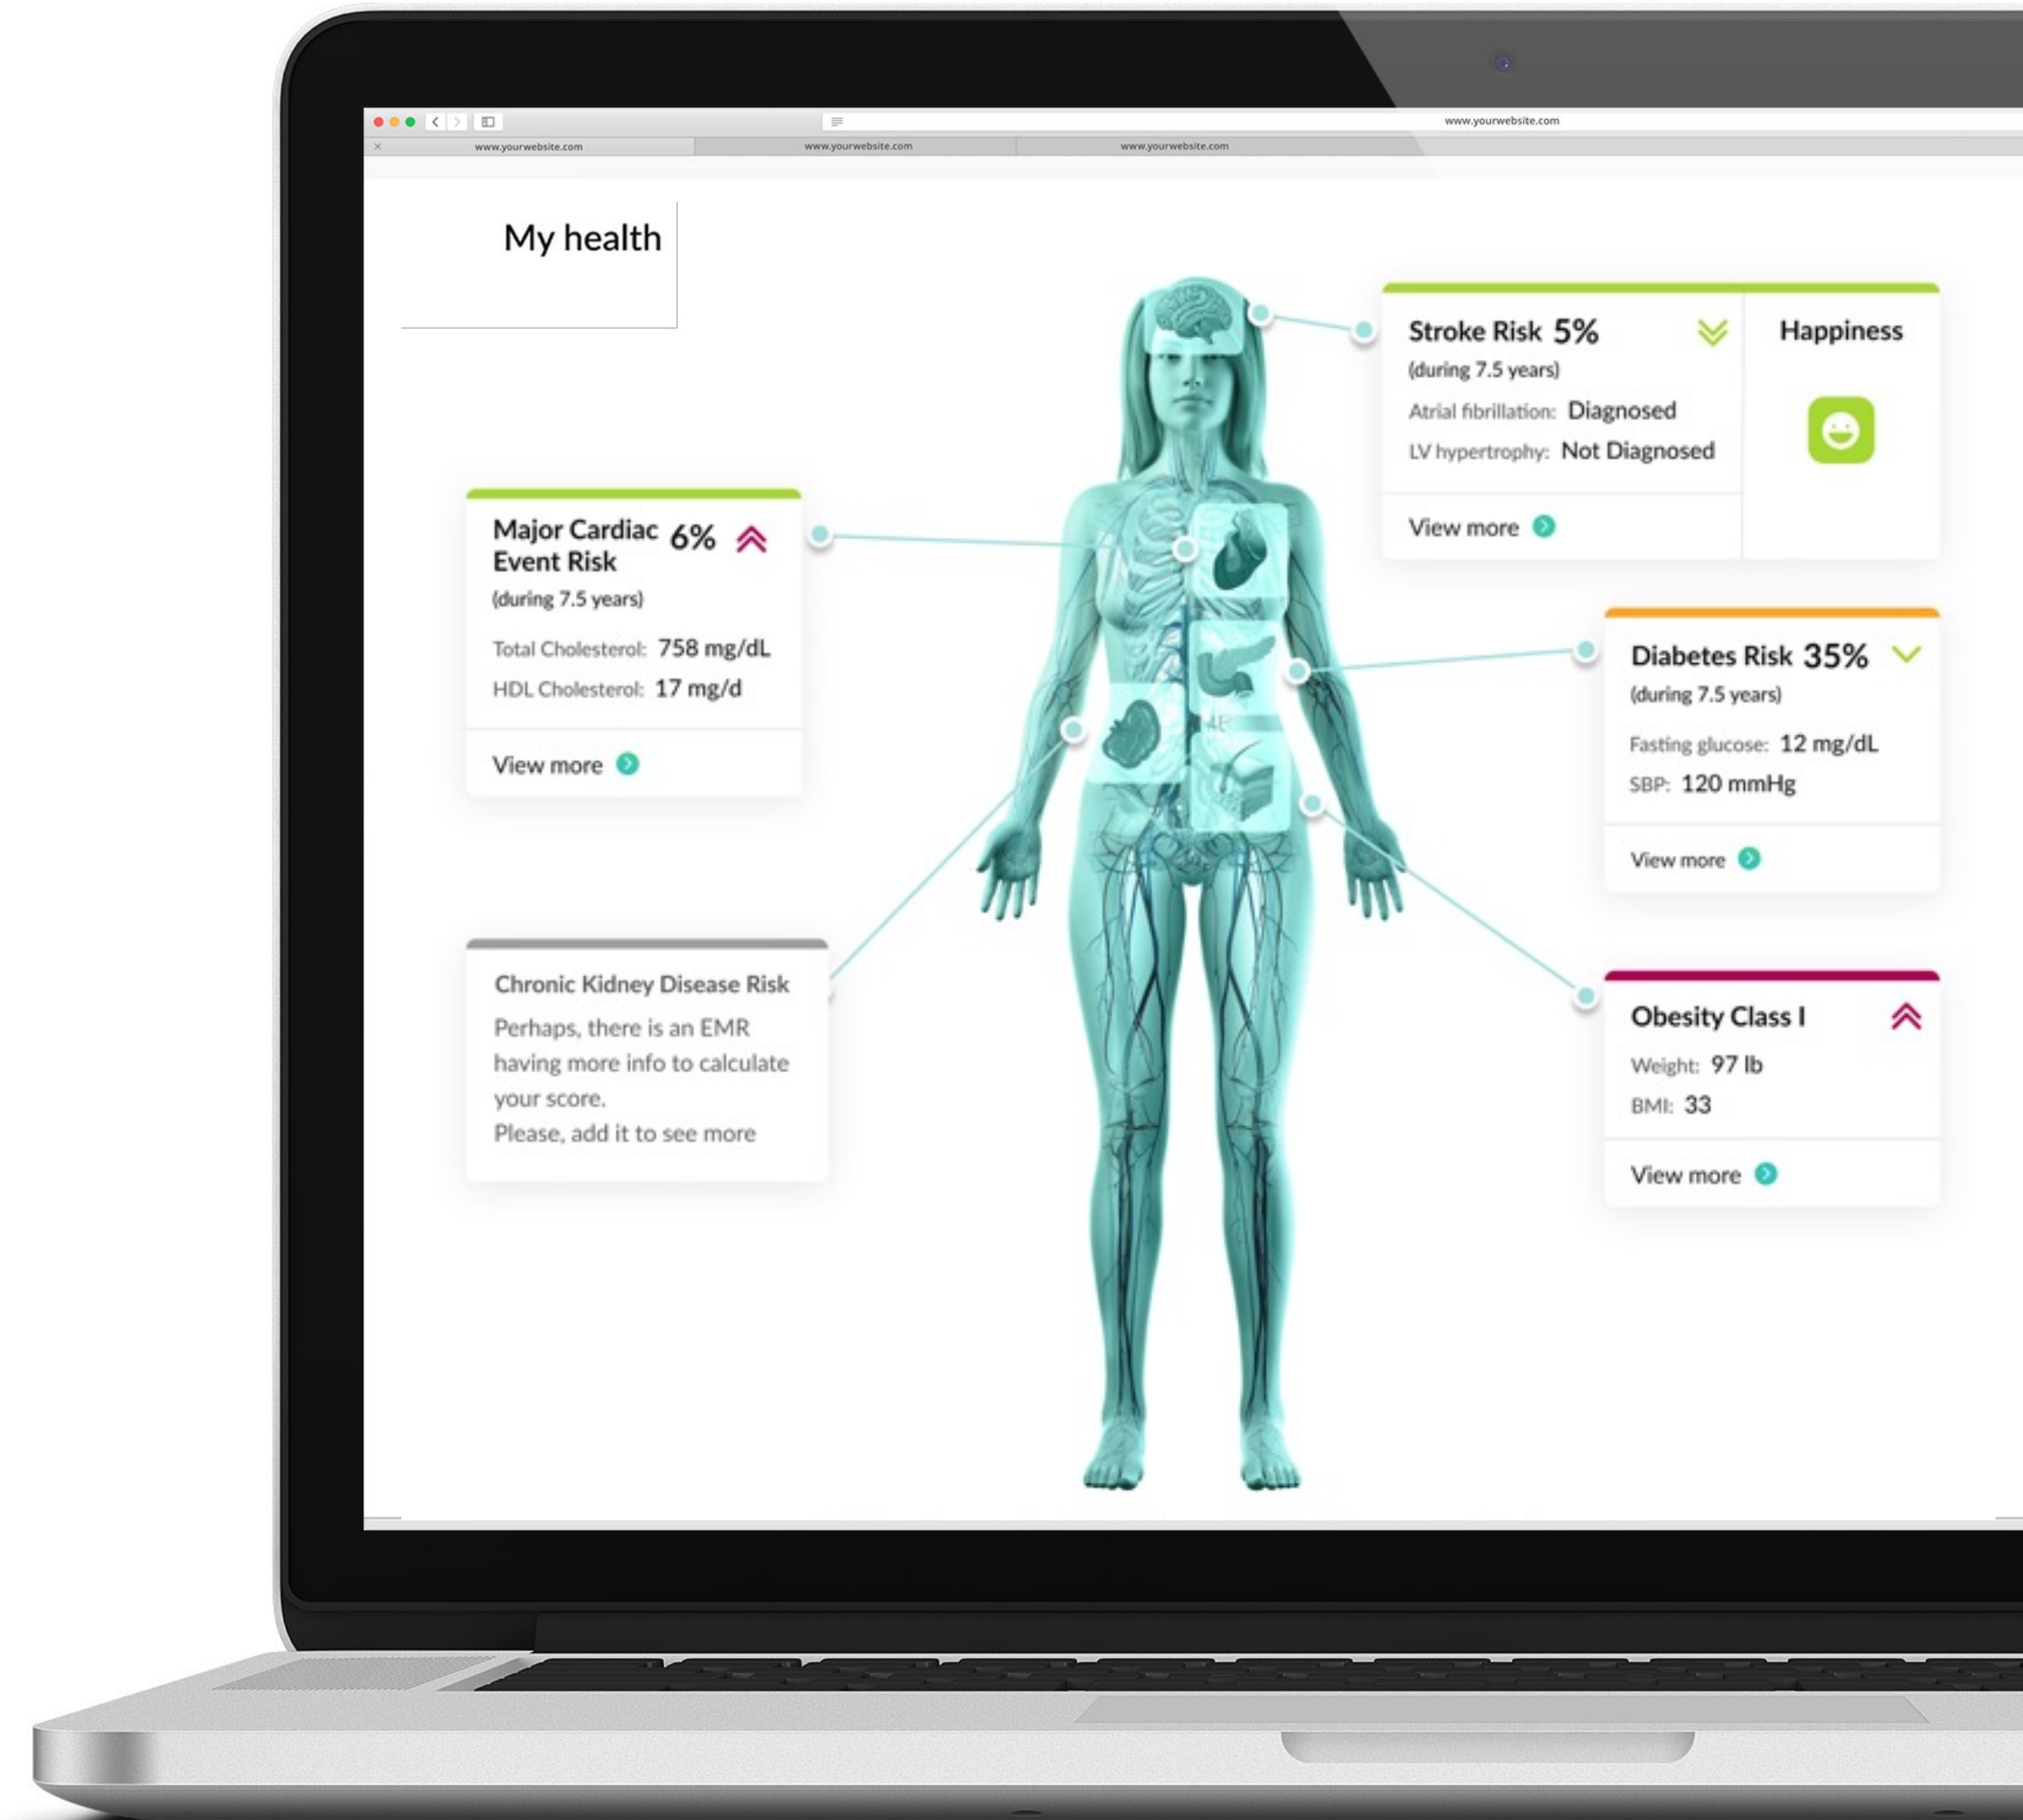 www.yourwebsite.com
www.yourwebsite.com
www.yourwebsite.com
www.yourwebsite.com
My health
Stroke Risk 5%
(during 7.5 years)
Atrial fibrillation: Diagnosed
LV hypertrophy: Not Diagnosed
View more
Happiness
Major Cardiac
Event Risk
6%
(during 7.5 years)
Total Cholesterol: 758 mg/dL
HDL Cholesterol: 17 mg/d
View more
Diabetes Risk 35%
(during 7.5 years)
Fasting glucose: 12 mg/dL
SBP: 120 mmHg
View more
Chronic Kidney Disease Risk
Perhaps, there is an EMR
having more info to calculate
your score.
Please, add it to see more
Obesity Class I
Weight: 97 lb
BMI: 33
View more